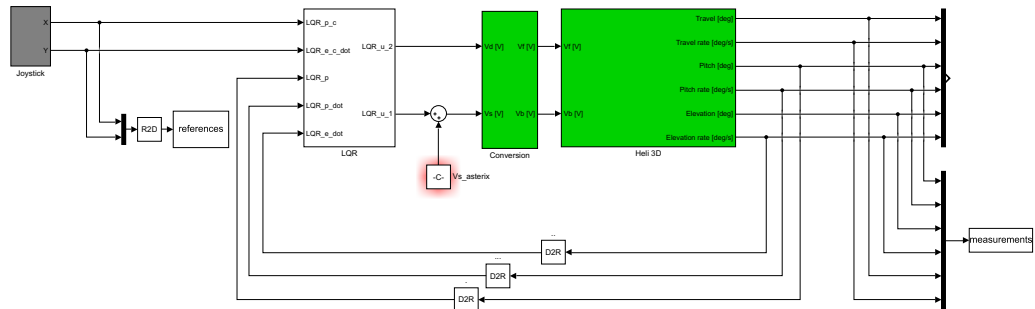 X
Y
Joystick
R2D
references
LQR_p_c
LQR_e_c_dot
LQR_p
LQR_p_dot
LQR_e_dot
LQR_u_2
LQR_u_1
LQR
+
+
-C-
Vs_asterix
Vd [V]
Vs [V]
Vf [V]
Vb [V]
Conversion
Vf [V]
Vb [V]
Travel [deg]
Travel rate [deg/s]
Pitch [deg]
Pitch rate [deg/s]
Elevation [deg]
Elevation rate [deg/s]
Heli 3D
measurements
..
D2R
...
D2R
.
D2R